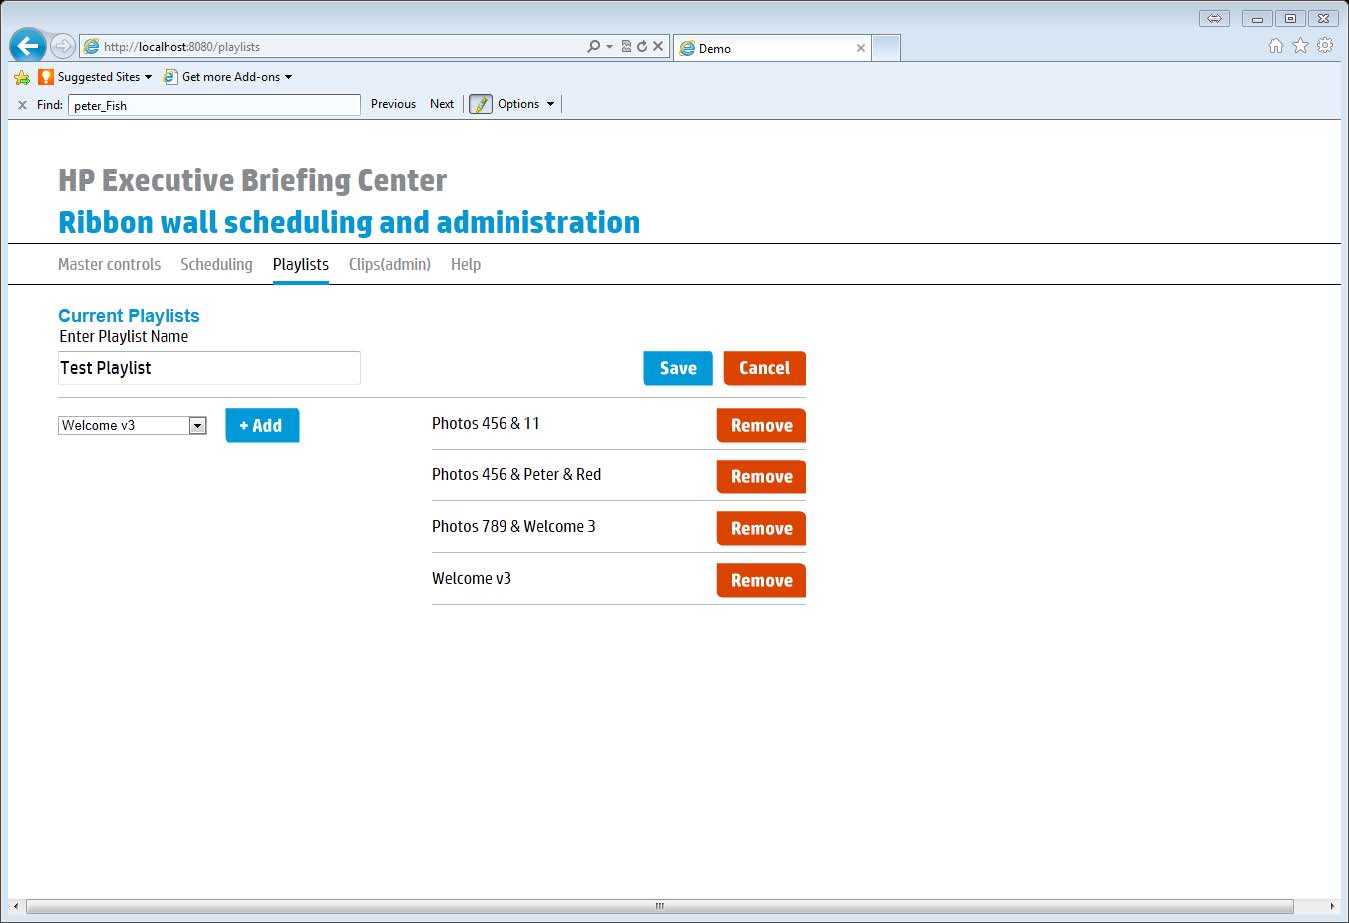 http://localhost:8080/playlists
Demo
Suggested Sites
Get more Add-ons
Find:
peter_Fish
Previous
Next
Options
HP Executive Briefing Center
Ribbon wall scheduling and administration
Master controls
Scheduling
Playlists
Clips(admin)
Help
Current Playlists
Enter Playlist Name
Test Playlist
Save
Cancel
Welcome v3
+ Add
Photos 456 & 11
Remove
Photos 456 & Peter & Red
Remove
Photos 789 & Welcome 3
Remove
Welcome v3
Remove